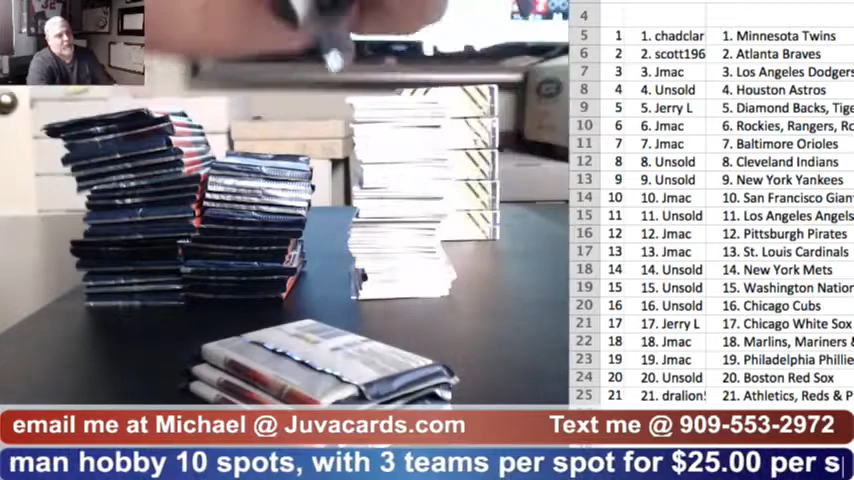 4
5 1 1. chadclar 1. Minnesota Twins
6 2 2. scott196 2. Atlanta Braves
7 3 3. Jmac 3. Los Angeles Dodgers
8 4 4. Unsold 4. Houston Astros
9 5 5. Jerry L 5. Diamond Backs, Tige
10 6 6. Jmac 6. Rockies, Rangers, Ro
11 7 7. Jmac 7. Baltimore Orioles
12 8 8. Unsold 8. Cleveland Indians
13 9 9. Unsold 9. New York Yankees
14 10 10. Jmac 10. San Francisco Gian
15 11 11. Unsold 11. Los Angeles Angels
16 12 12. Jmac 12. Pittsburgh Pirates
17 13 13. Jmac 13. St. Louis Cardinals
18 14 14. Unsold 14. New York Mets
19 15 15. Unsold 15. Washington Nation
20 16 16. Unsold 16. Chicago Cubs
21 17 17. Jerry L 17. Chicago White Sox
22 18 18. Jmac 18. Marlins, Mariners &
23 19 19. Jmac 19. Philadelphia Phillie
24 20 20. Unsold 20. Boston Red Sox
25 21 21. dralion! 21. Athletics, Reds & P
email me at Michael @ Juvacards.com Text me @ 909-553-2972
man hobby 10 spots, with 3 teams per spot for $25.00 per s